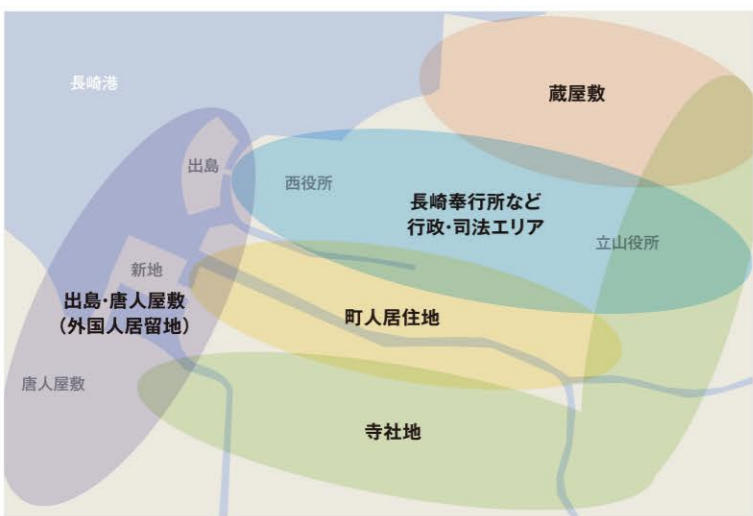 長崎港
蔵屋敷
出島
西役所
長崎奉行所など
行政・司法エリア
立山役所
新地
出島・唐人屋敷
（外国人居留地）
町人居住地
唐人屋敷
寺社地